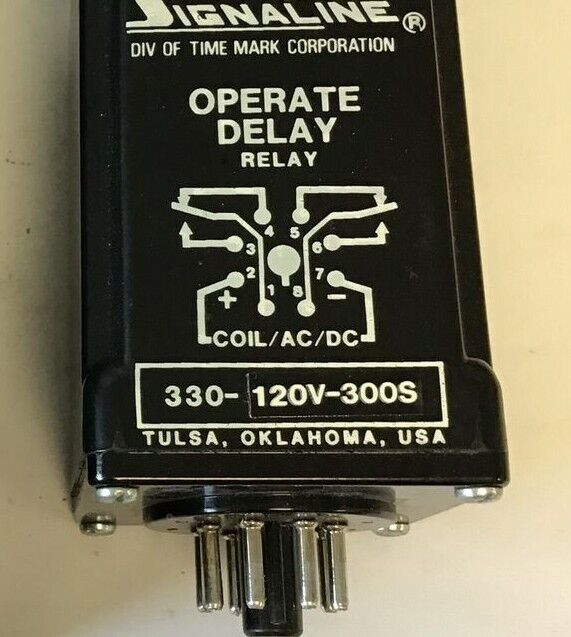 SIGNALINE®
DIV OF TIME MARK CORPORATION
OPERATE
DELAY
RELAY
4 5
3 6
2 7
+ 1 8 -
COIL/AC/DC
330- 120V-300S
TULSA, OKLAHOMA, USA